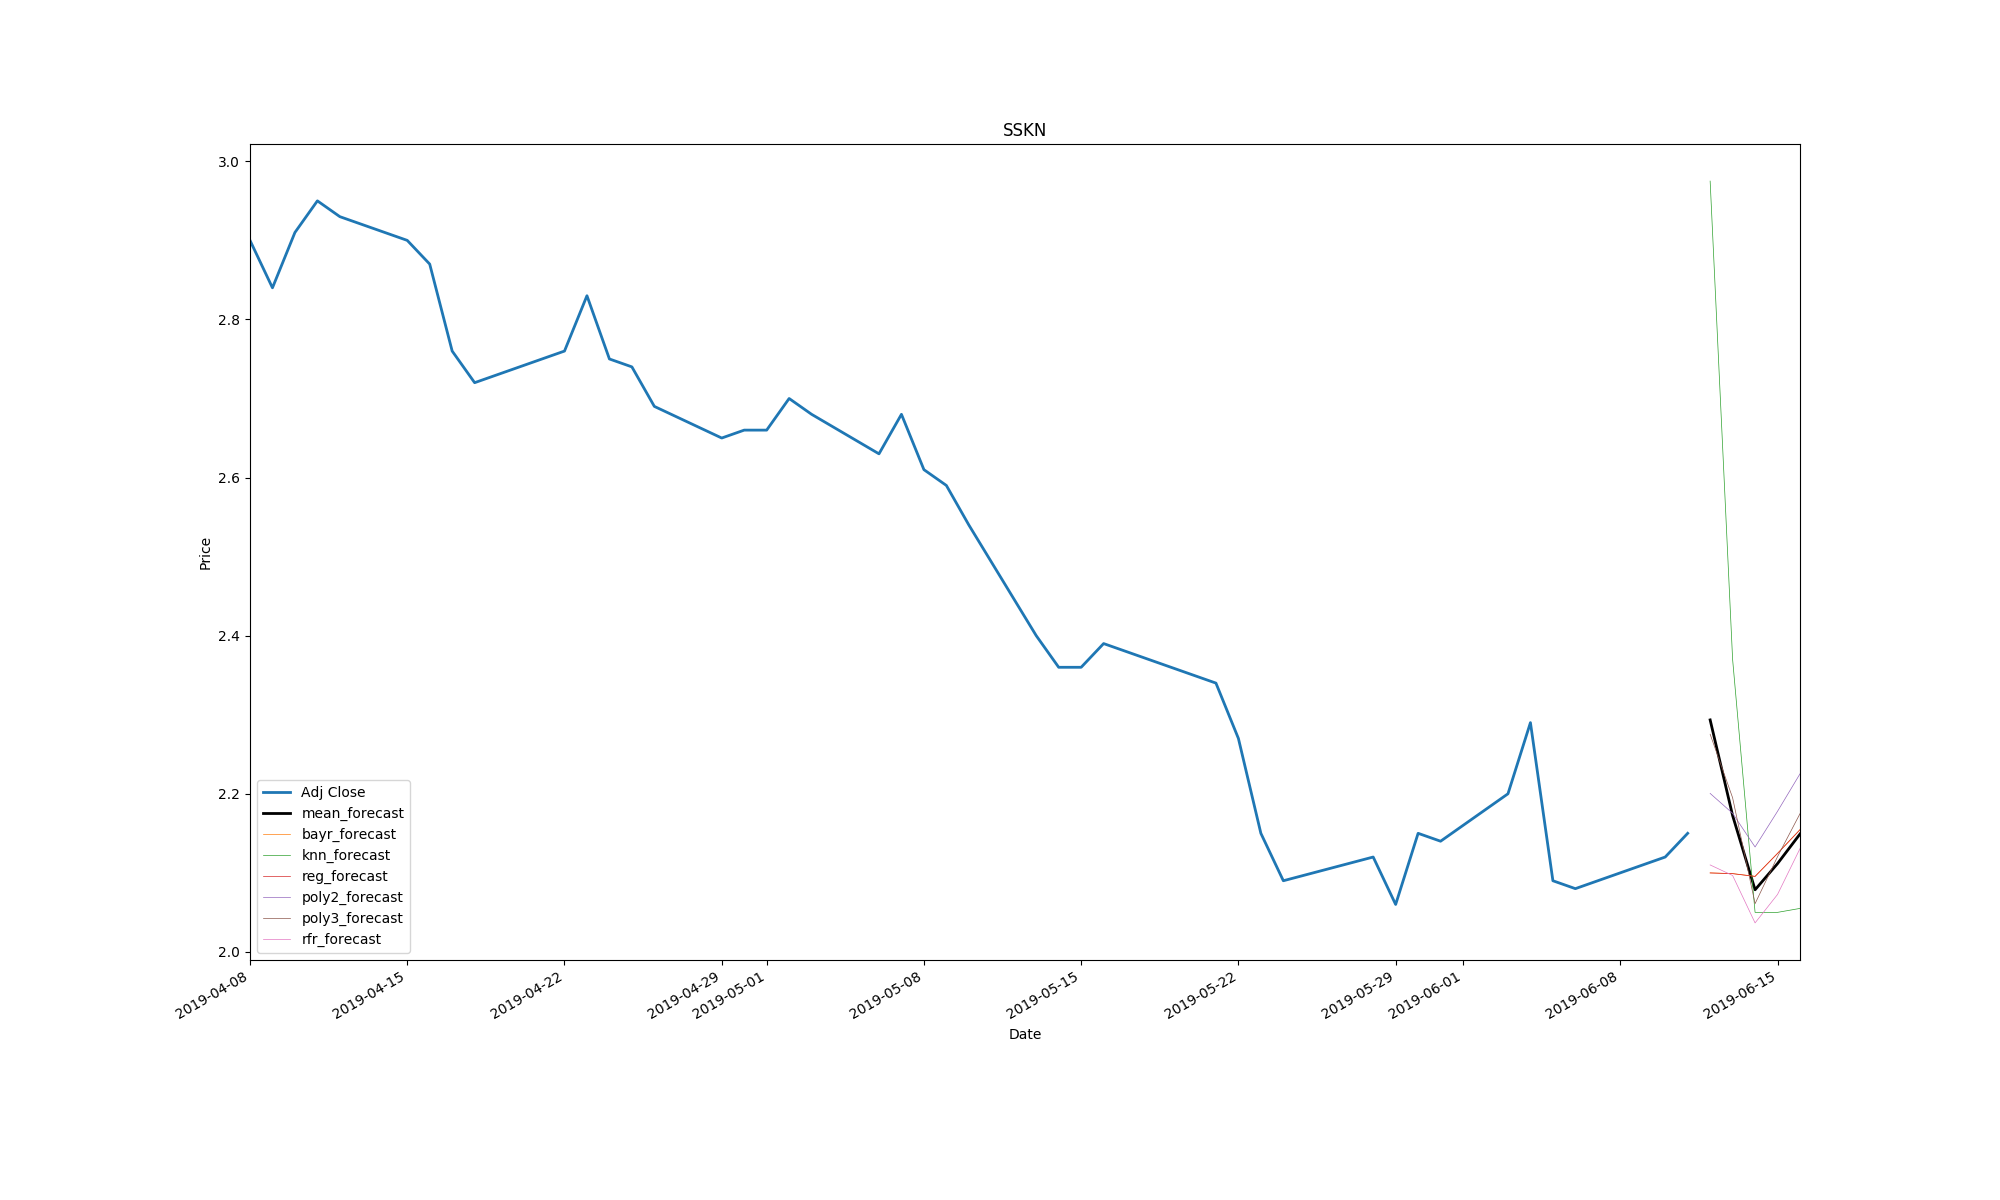 SSKN
3.0
2.8
2.6
2.4
2.2
2.0
Price
Adj Close
mean_forecast
bayr_forecast
knn_forecast
reg_forecast
poly2_forecast
poly3_forecast
rfr_forecast
2019-04-08
2019-04-15
2019-04-22
2019-04-29
2019-05-01
2019-05-08
2019-05-15
2019-05-22
2019-05-29
2019-06-01
2019-06-08
2019-06-15
Date